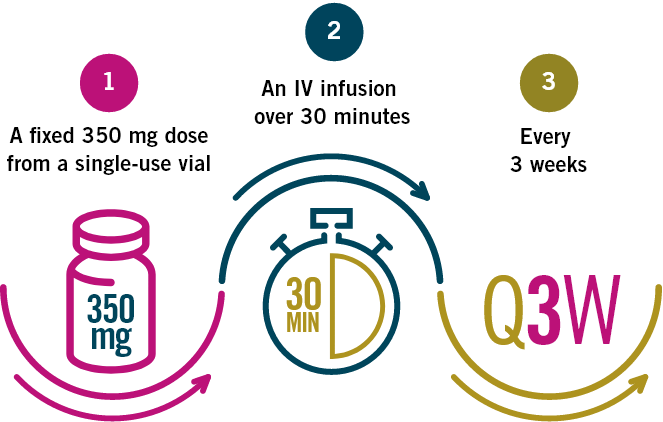 1
A fixed 350 mg dose
from a single-use vial
2
An IV infusion
over 30 minutes
3
Every
3 weeks
350
mg
30
MIN
Q3W